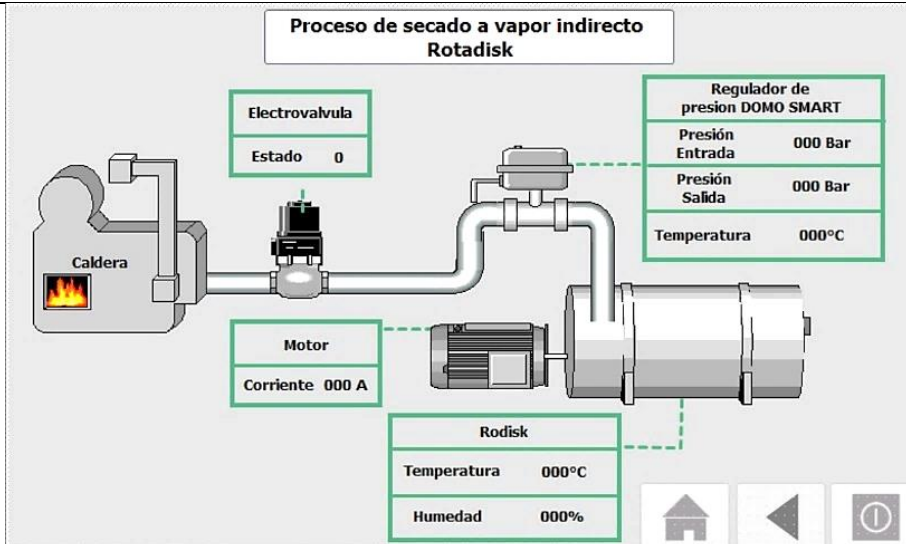 Proceso de secado a vapor indirecto
Rotadisk
Electrovalvula
Estado 0
Regulador de
presion DOMO SMART
Presión
Entrada
000 Bar
Presión
Salida
000 Bar
Temperatura 000°C
Caldera
Motor
Corriente 000 A
Rodisk
Temperatura 000°C
Humedad 000%